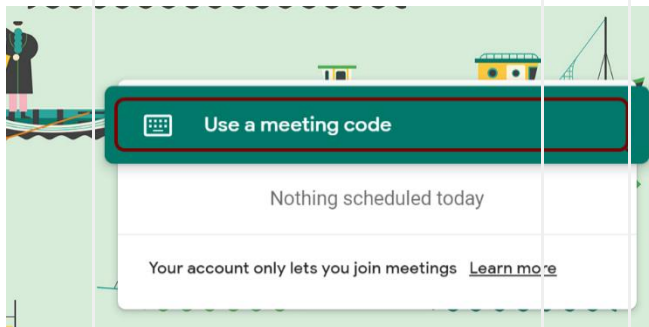 Use a meeting code
Nothing scheduled today
Your account only lets you join meetings Learn more